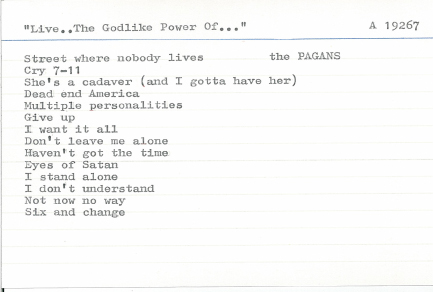 "Live..The Godlike Power Of..." A 19267
Street where nobody lives the PAGANS
Cry 7-11
She's a cadaver (and I gotta have her)
Dead end America
Multiple personalities
Give up
I want it all
Don't leave me alone
Haven't got the time
Eyes of Satan
I stand alone
I don't understand
Not now no way
Six and change